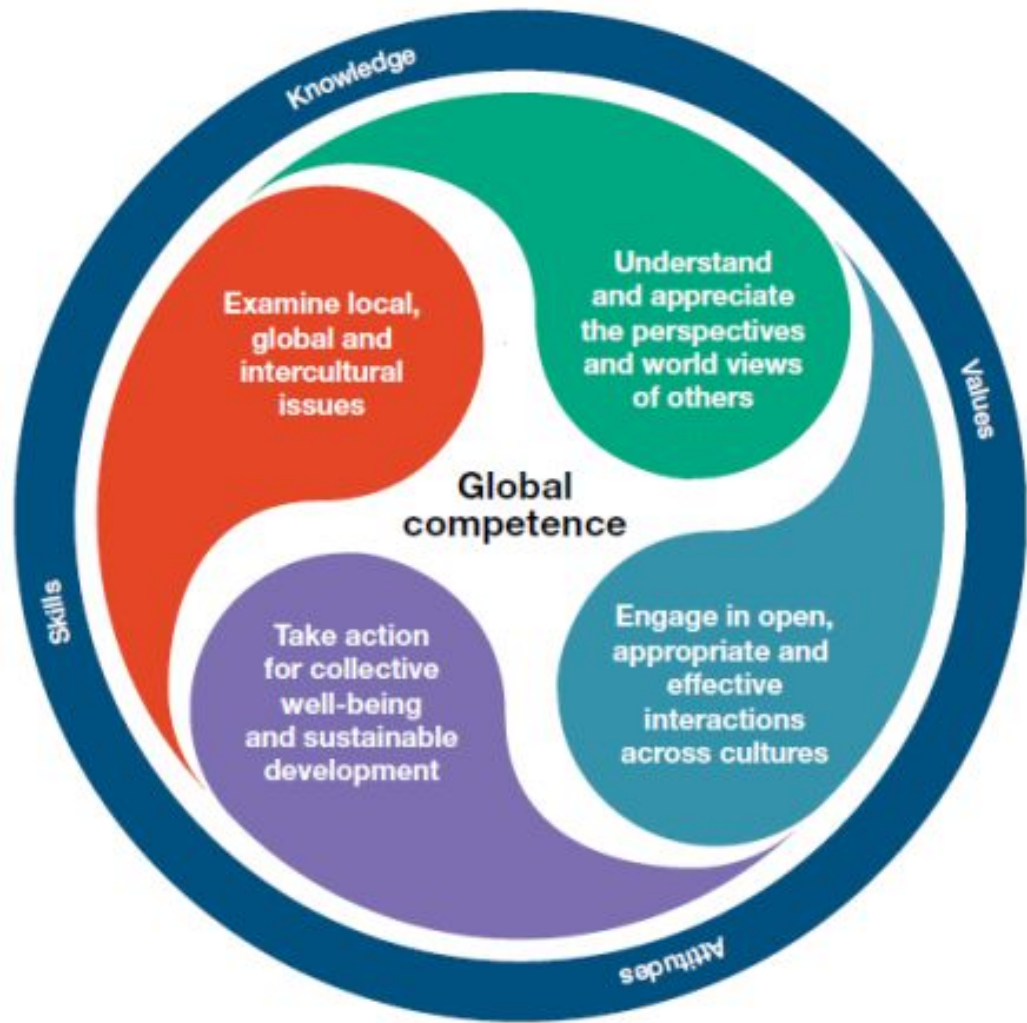 Knowledge
Understand
and appreciate
the perspectives
and world views
of others
Examine local,
global and
intercultural
issues
Values
Global
competence
Skills
Take action
for collective
well-being
and sustainable
development
Engage in open,
appropriate and
effective
interactions
across cultures
Attitudes